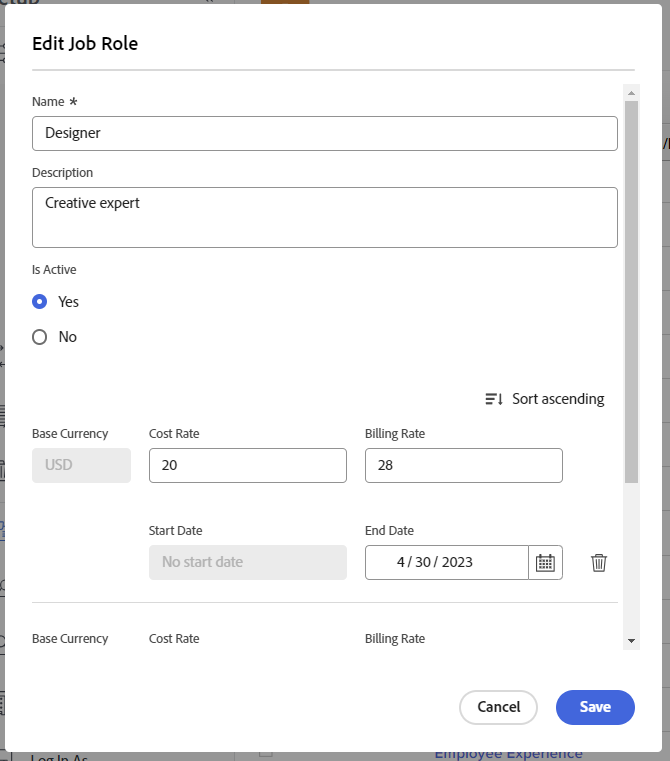 Edit Job Role
Name *
Designer
Description
Creative expert
Is Active
Yes
No
Sort ascending
Base Currency Cost Rate Billing Rate
USD 20 28
Start Date End Date
No start date 4 / 30 / 2023
Base Currency Cost Rate Billing Rate
Cancel Save
Log In As
Employee Experience